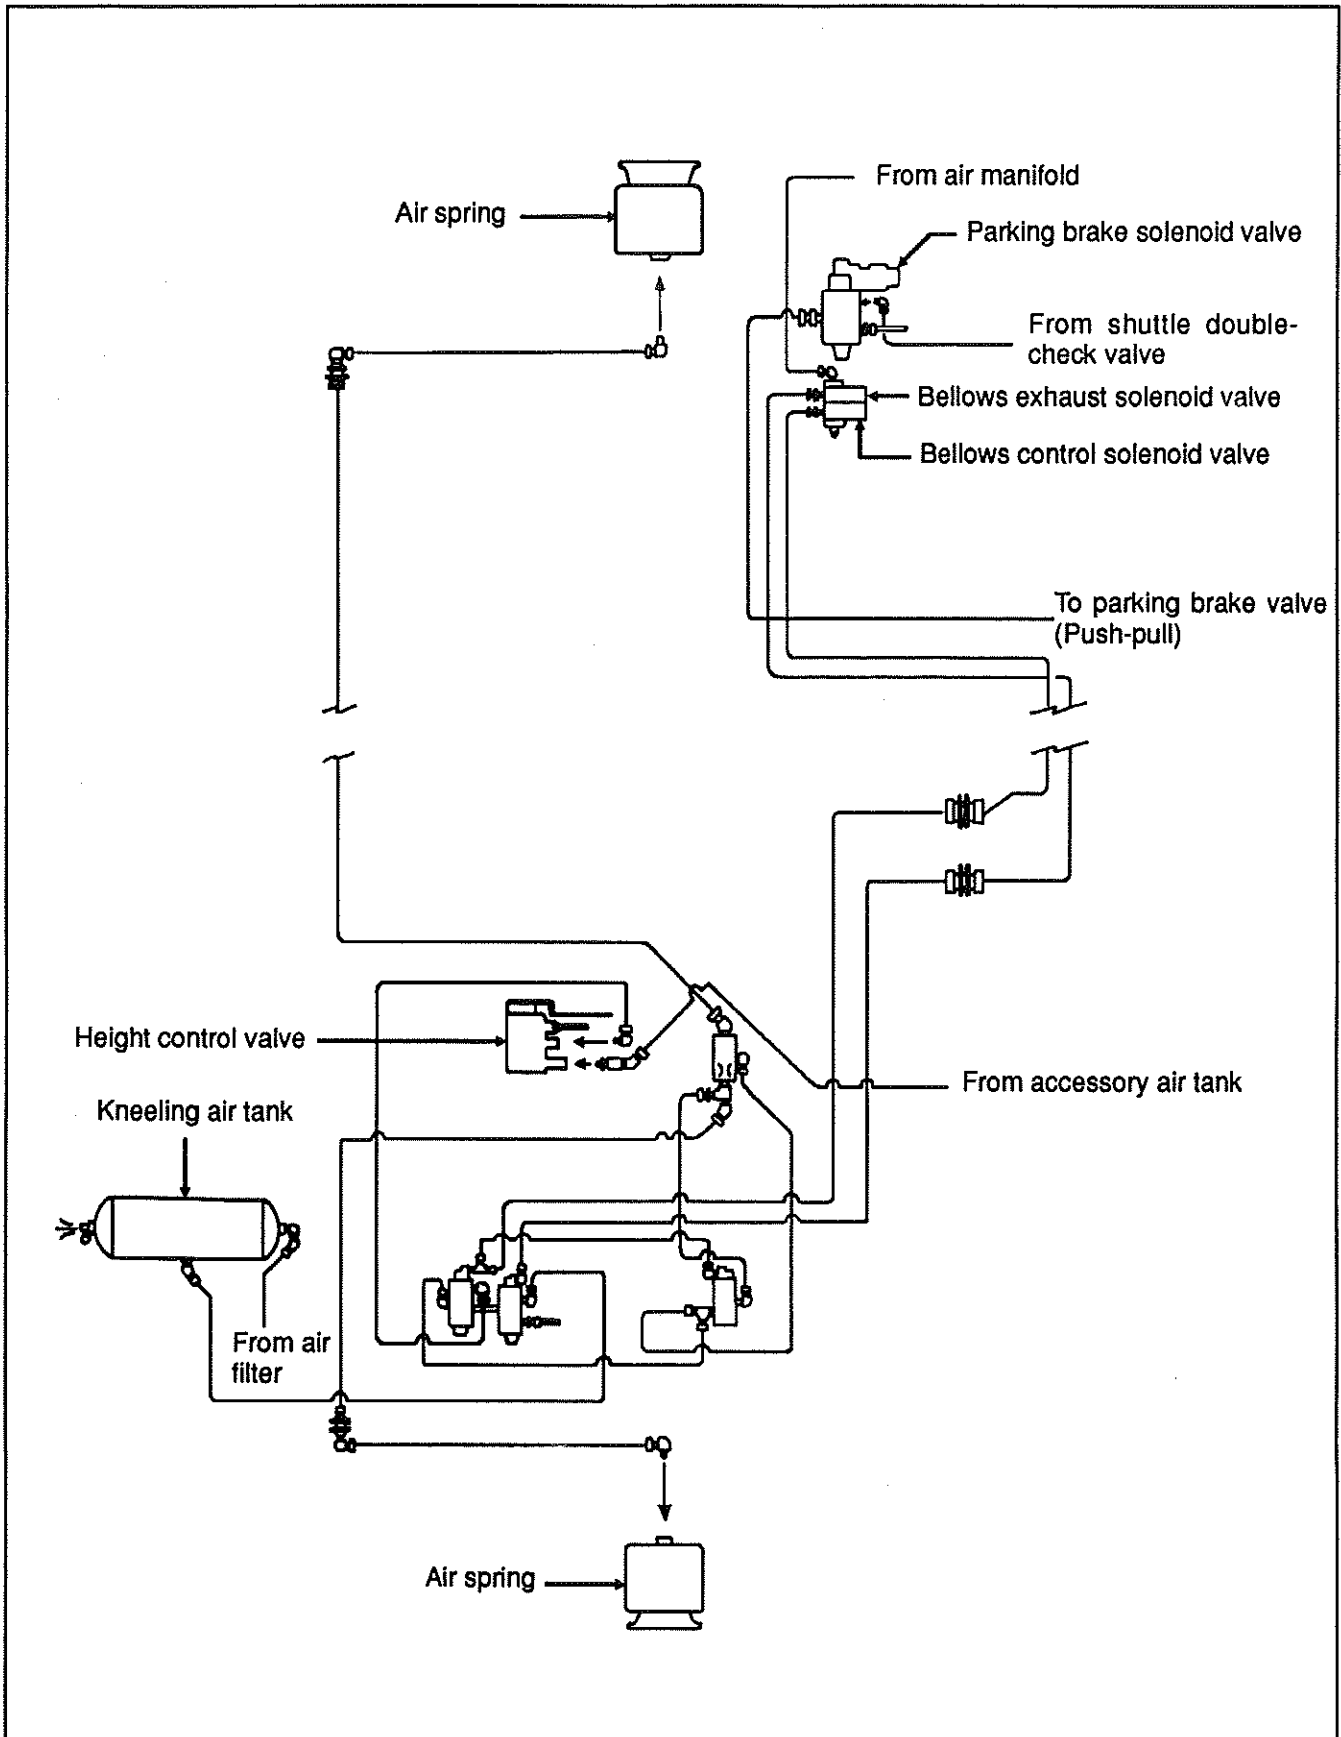 From air manifold
Air spring
Parking brake solenoid valve
From shuttle double-
check valve
Bellows exhaust solenoid valve
Bellows control solenoid valve
To parking brake valve
(Push-pull)
Height control valve
From accessory air tank
Kneeling air tank
From air
filter
Air spring